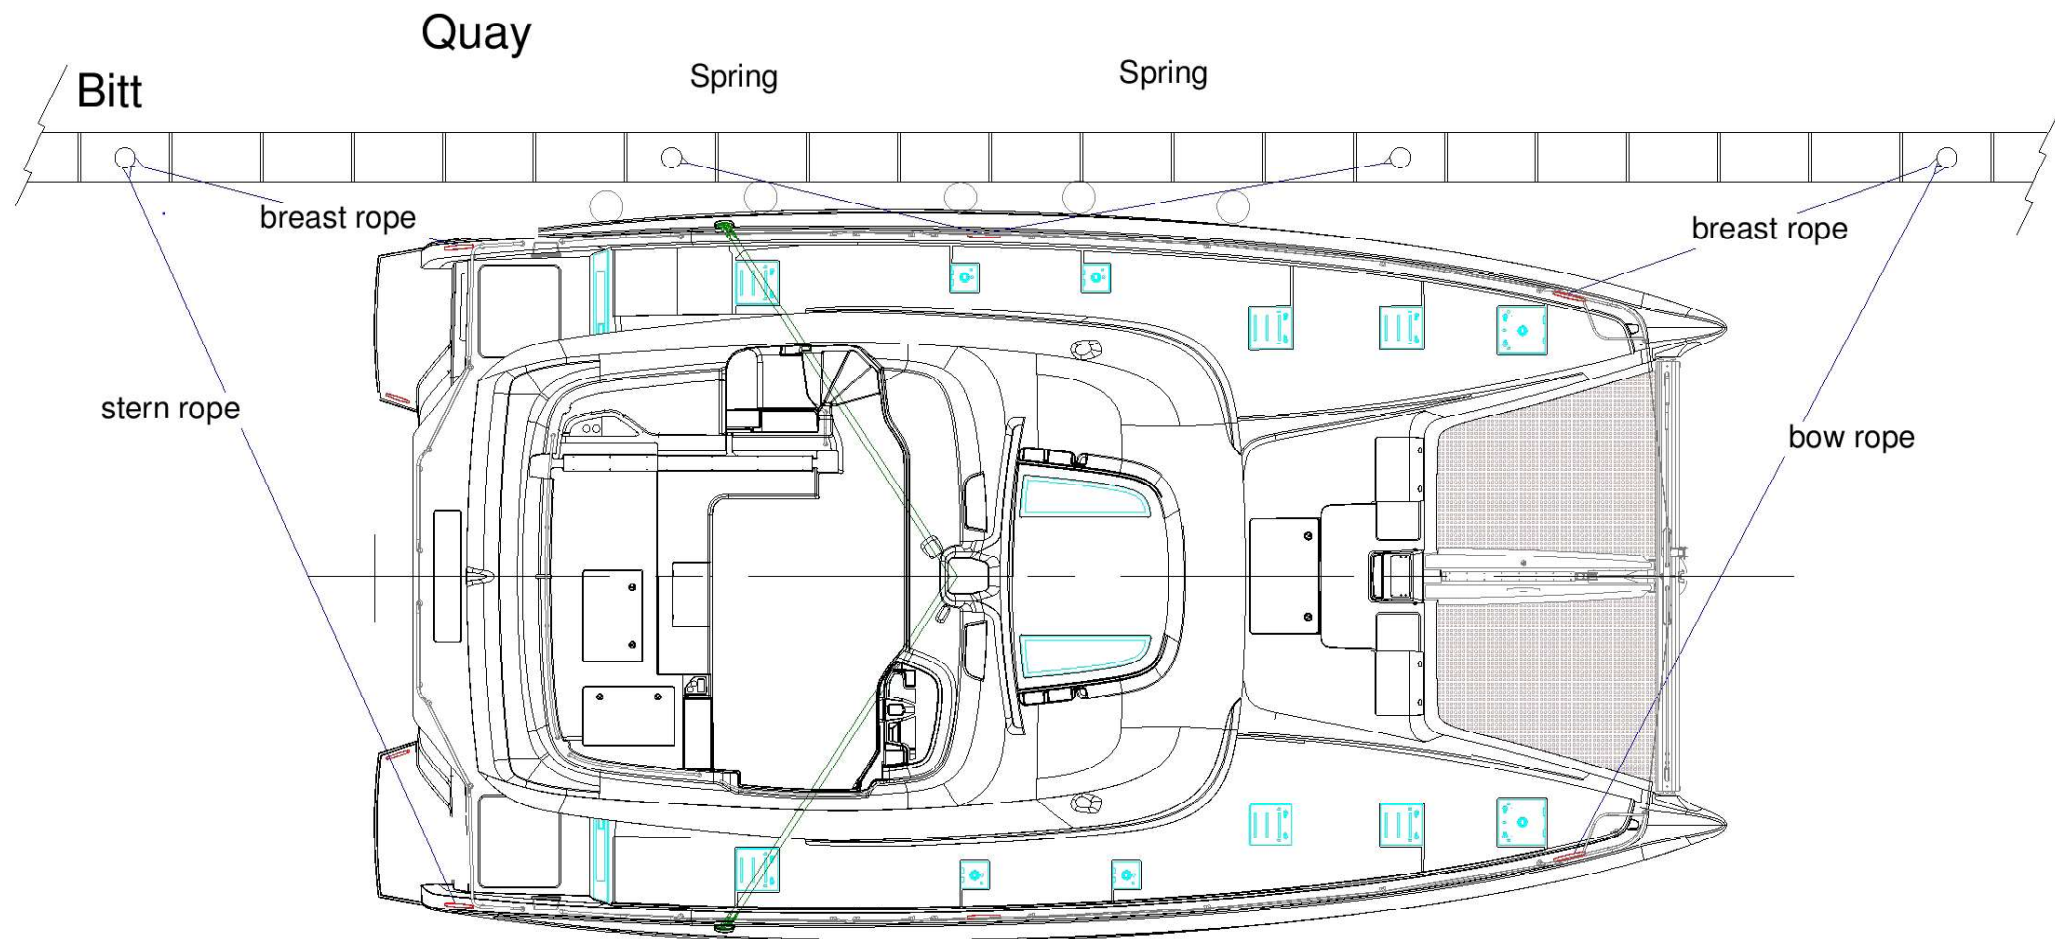 Quay
Bitt
Spring
Spring
breast rope
breast rope
stern rope
bow rope